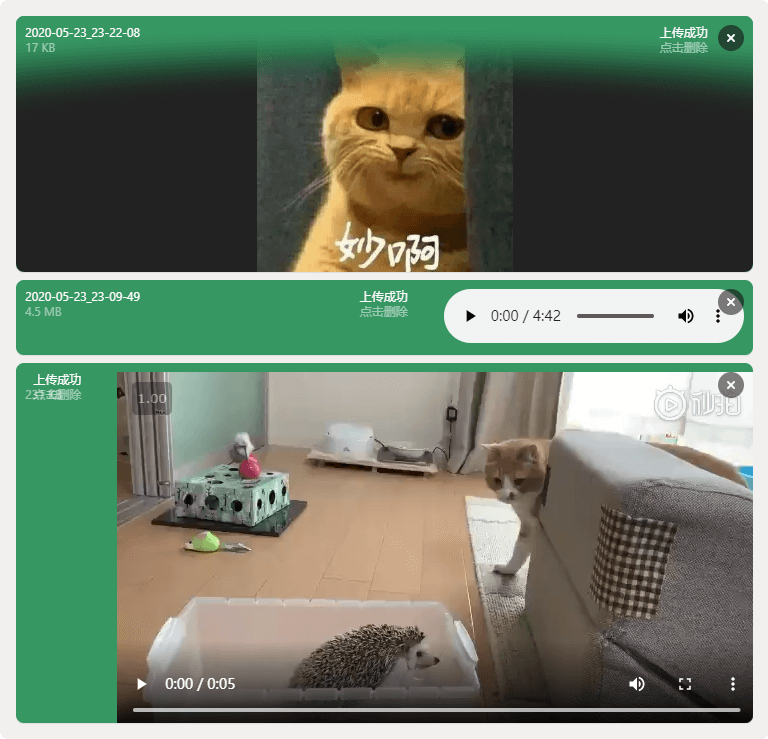 2020-05-23_23-22-08
17 KB
上传成功
点击删除
妙啊
2020-05-23_23-09-49
4.5 MB
上传成功
点击删除
0:00 / 4:42
上传成功
点击删除
1.00
秒拍
0:00 / 0:05